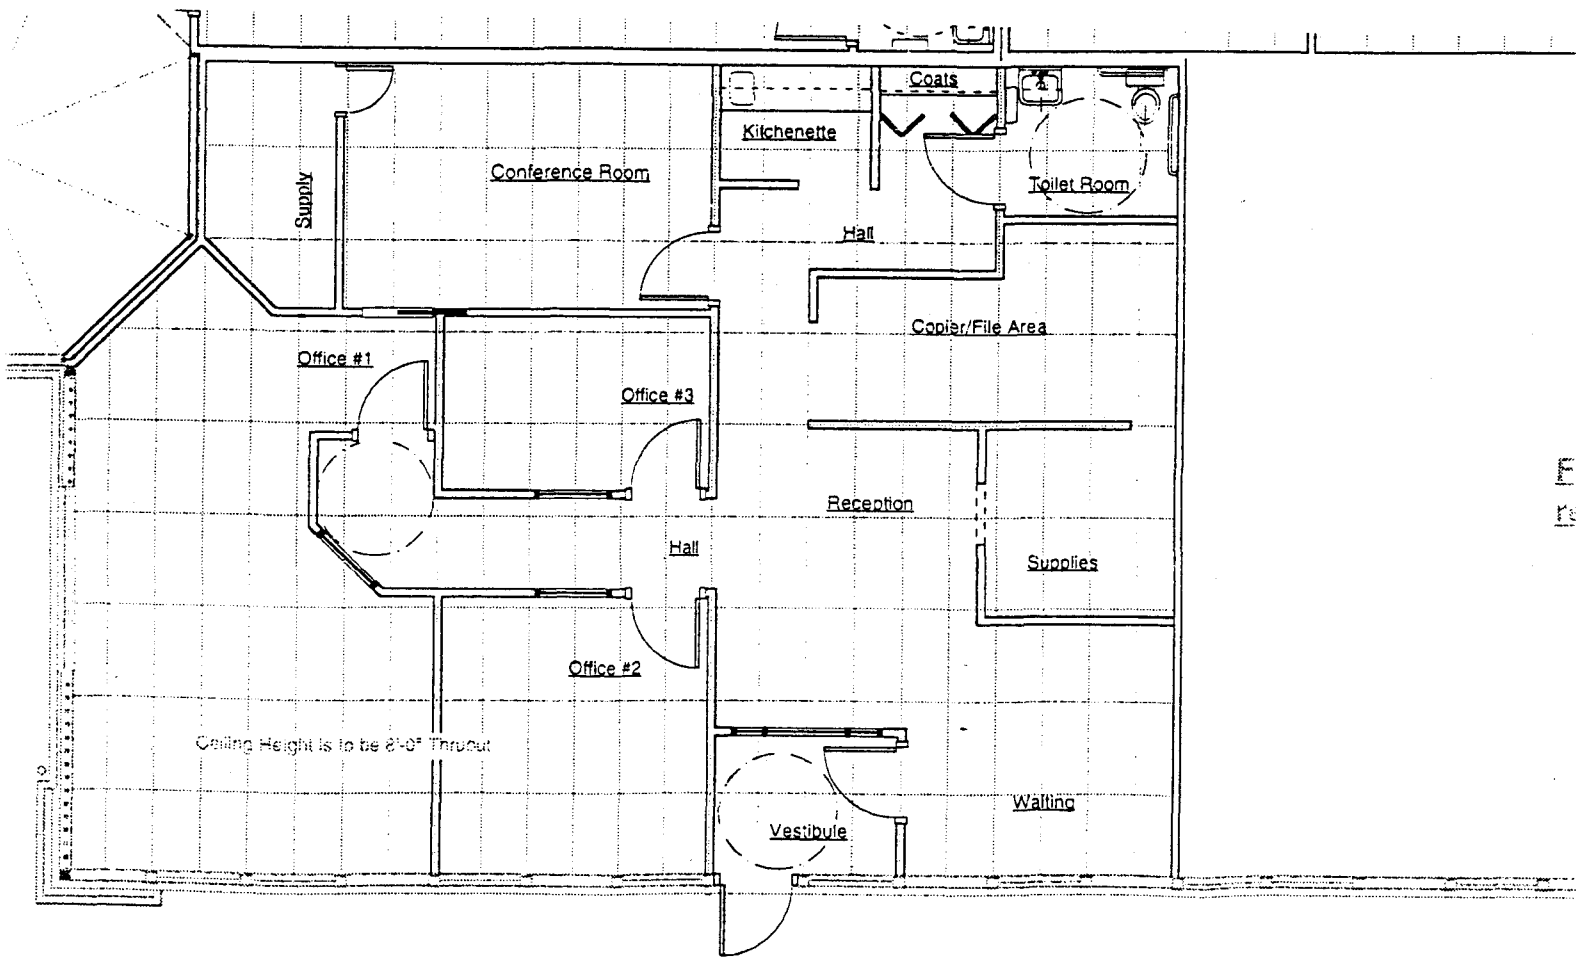 Coats
Kitchenette
Conference Room
Supply
Toilet Room
Hall
Copier/File Area
Office #1
Office #3
Reception
Hall
Supplies
Office #2
Ceiling Height is to be 8'-0" Thruout
Waiting
Vestibule